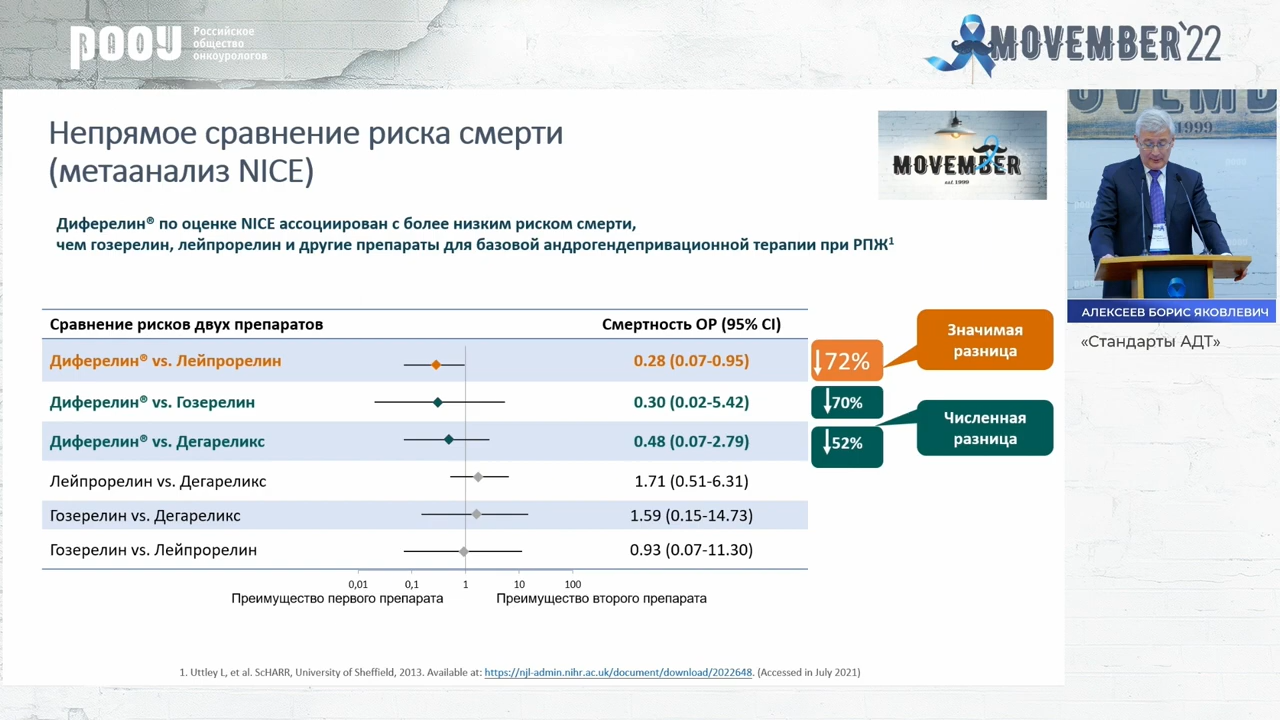 РООУ
Российское
общество
онкоурологов
MOVEMBER'22
Непрямое сравнение риска смерти
(метаанализ NICE)
MOVEMBER
est. 1999
Диферелин® по оценке NICE ассоциирован с более низким риском смерти,
чем гозерелин, лейпрорелин и другие препараты для базовой андрогендепривационной терапии при РПЖ¹
Сравнение рисков двух препаратов Смертность ОР (95% CI)
Диферелин® vs. Лейпрорелин 0.28 (0.07-0.95) 72%
Диферелин® vs. Гозерелин 0.30 (0.02-5.42) 70%
Диферелин® vs. Дегареликс 0.48 (0.07-2.79) 52%
Лейпрорелин vs. Дегареликс 1.71 (0.51-6.31)
Гозерелин vs. Дегареликс 1.59 (0.15-14.73)
Гозерелин vs. Лейпрорелин 0.93 (0.07-11.30)
Значимая
разница
Численная
разница
0,01 0,1 1 10 100
Преимущество первого препарата Преимущество второго препарата
1. Uttley L, et al. ScHARR, University of Sheffield, 2013. Available at: https://njl-admin.nihr.ac.uk/document/download/2022648. (Accessed in July 2021)
1999
АЛЕКСЕЕВ БОРИС ЯКОВЛЕВИЧ
«Стандарты АДТ»